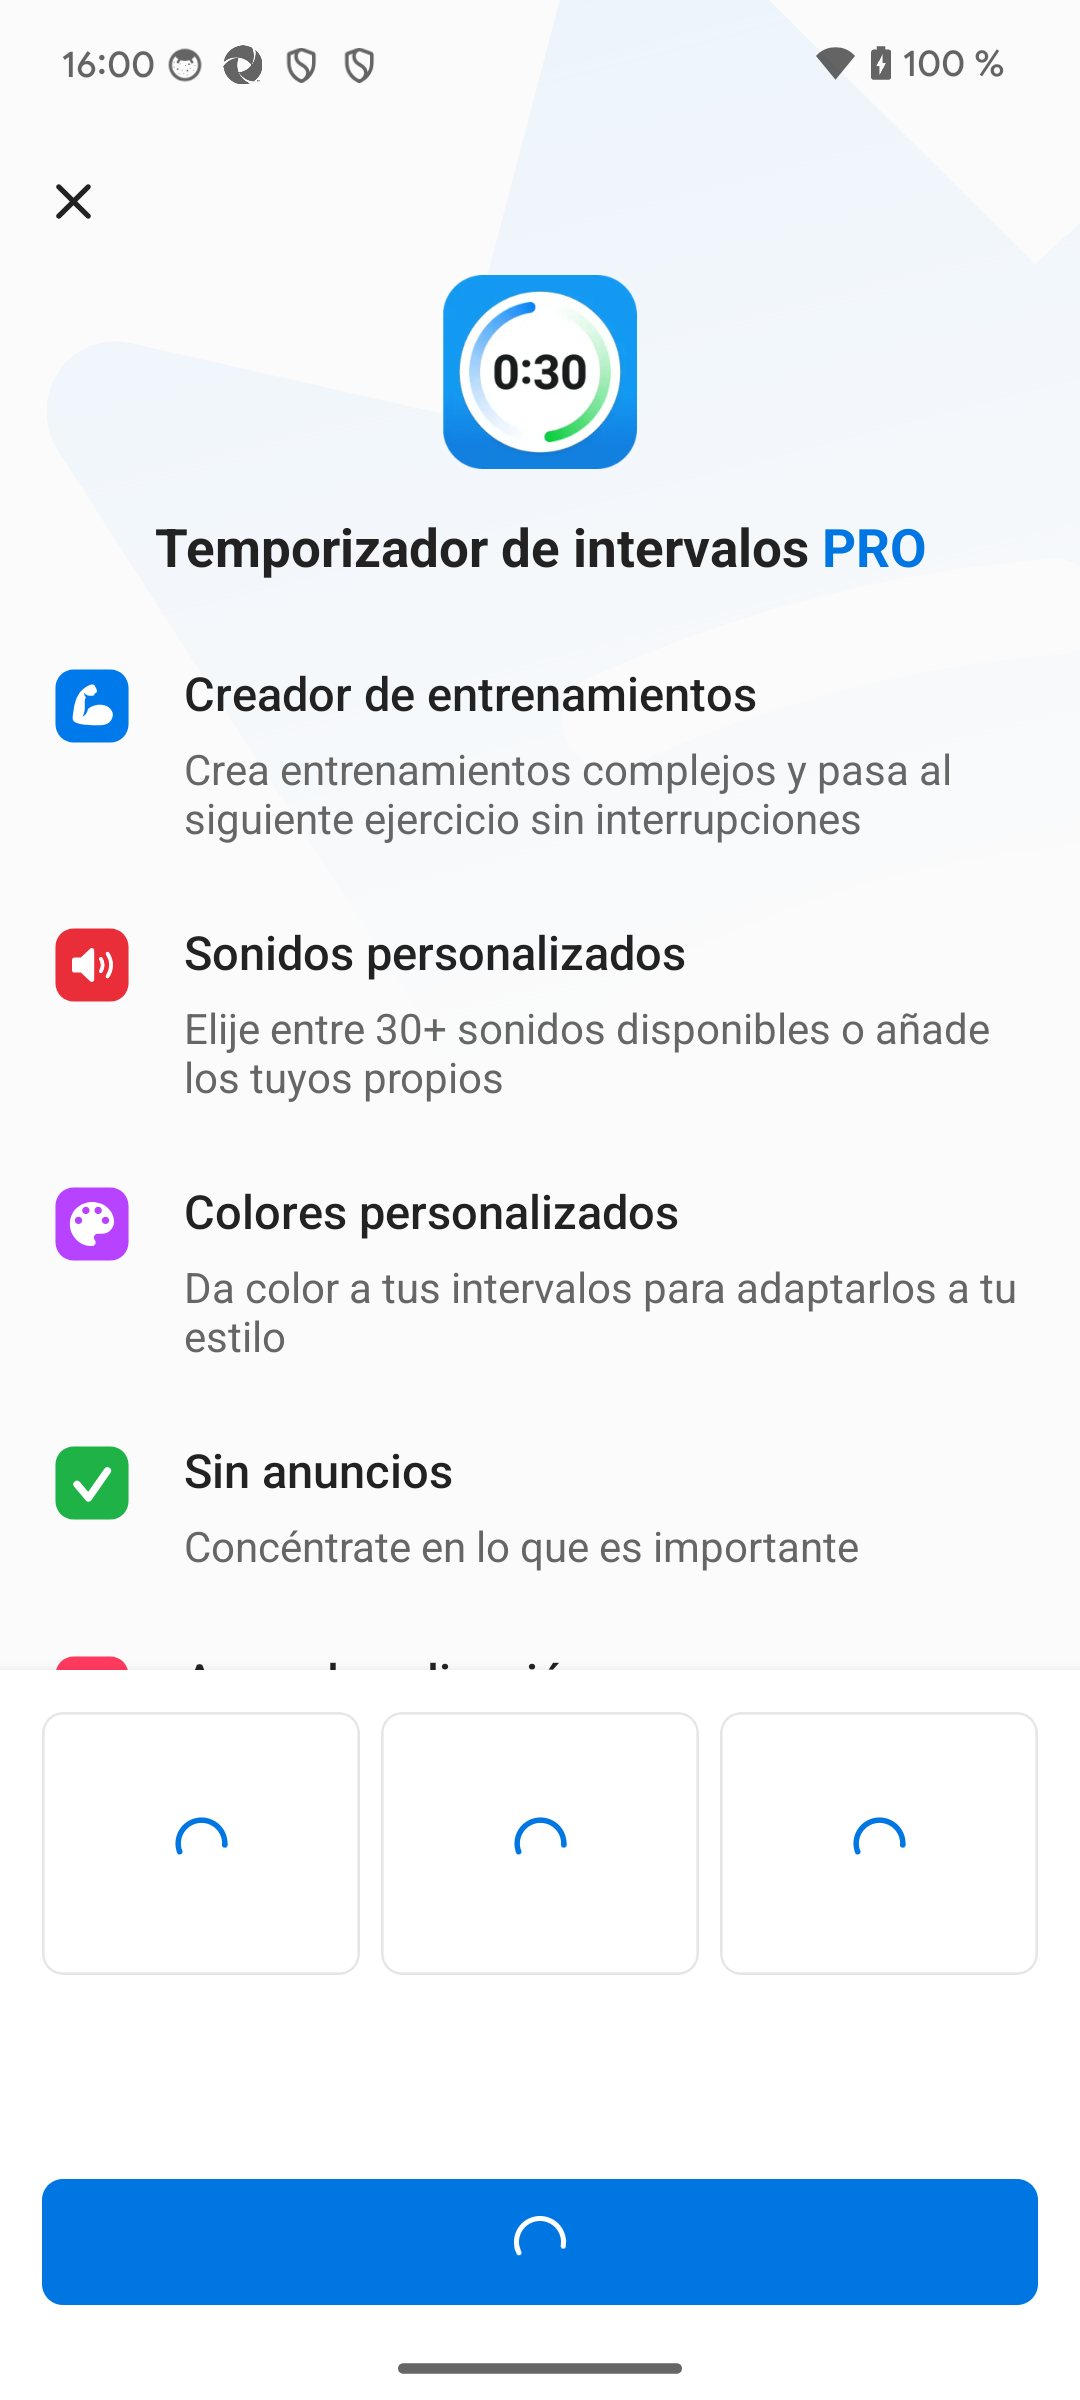 16:00
100 %
0:30
Temporizador de intervalos PRO
Creador de entrenamientos
Crea entrenamientos complejos y pasa al
siguiente ejercicio sin interrupciones
Sonidos personalizados
Elije entre 30+ sonidos disponibles o añade
los tuyos propios
Colores personalizados
Da color a tus intervalos para adaptarlos a tu
estilo
Sin anuncios
Concéntrate en lo que es importante